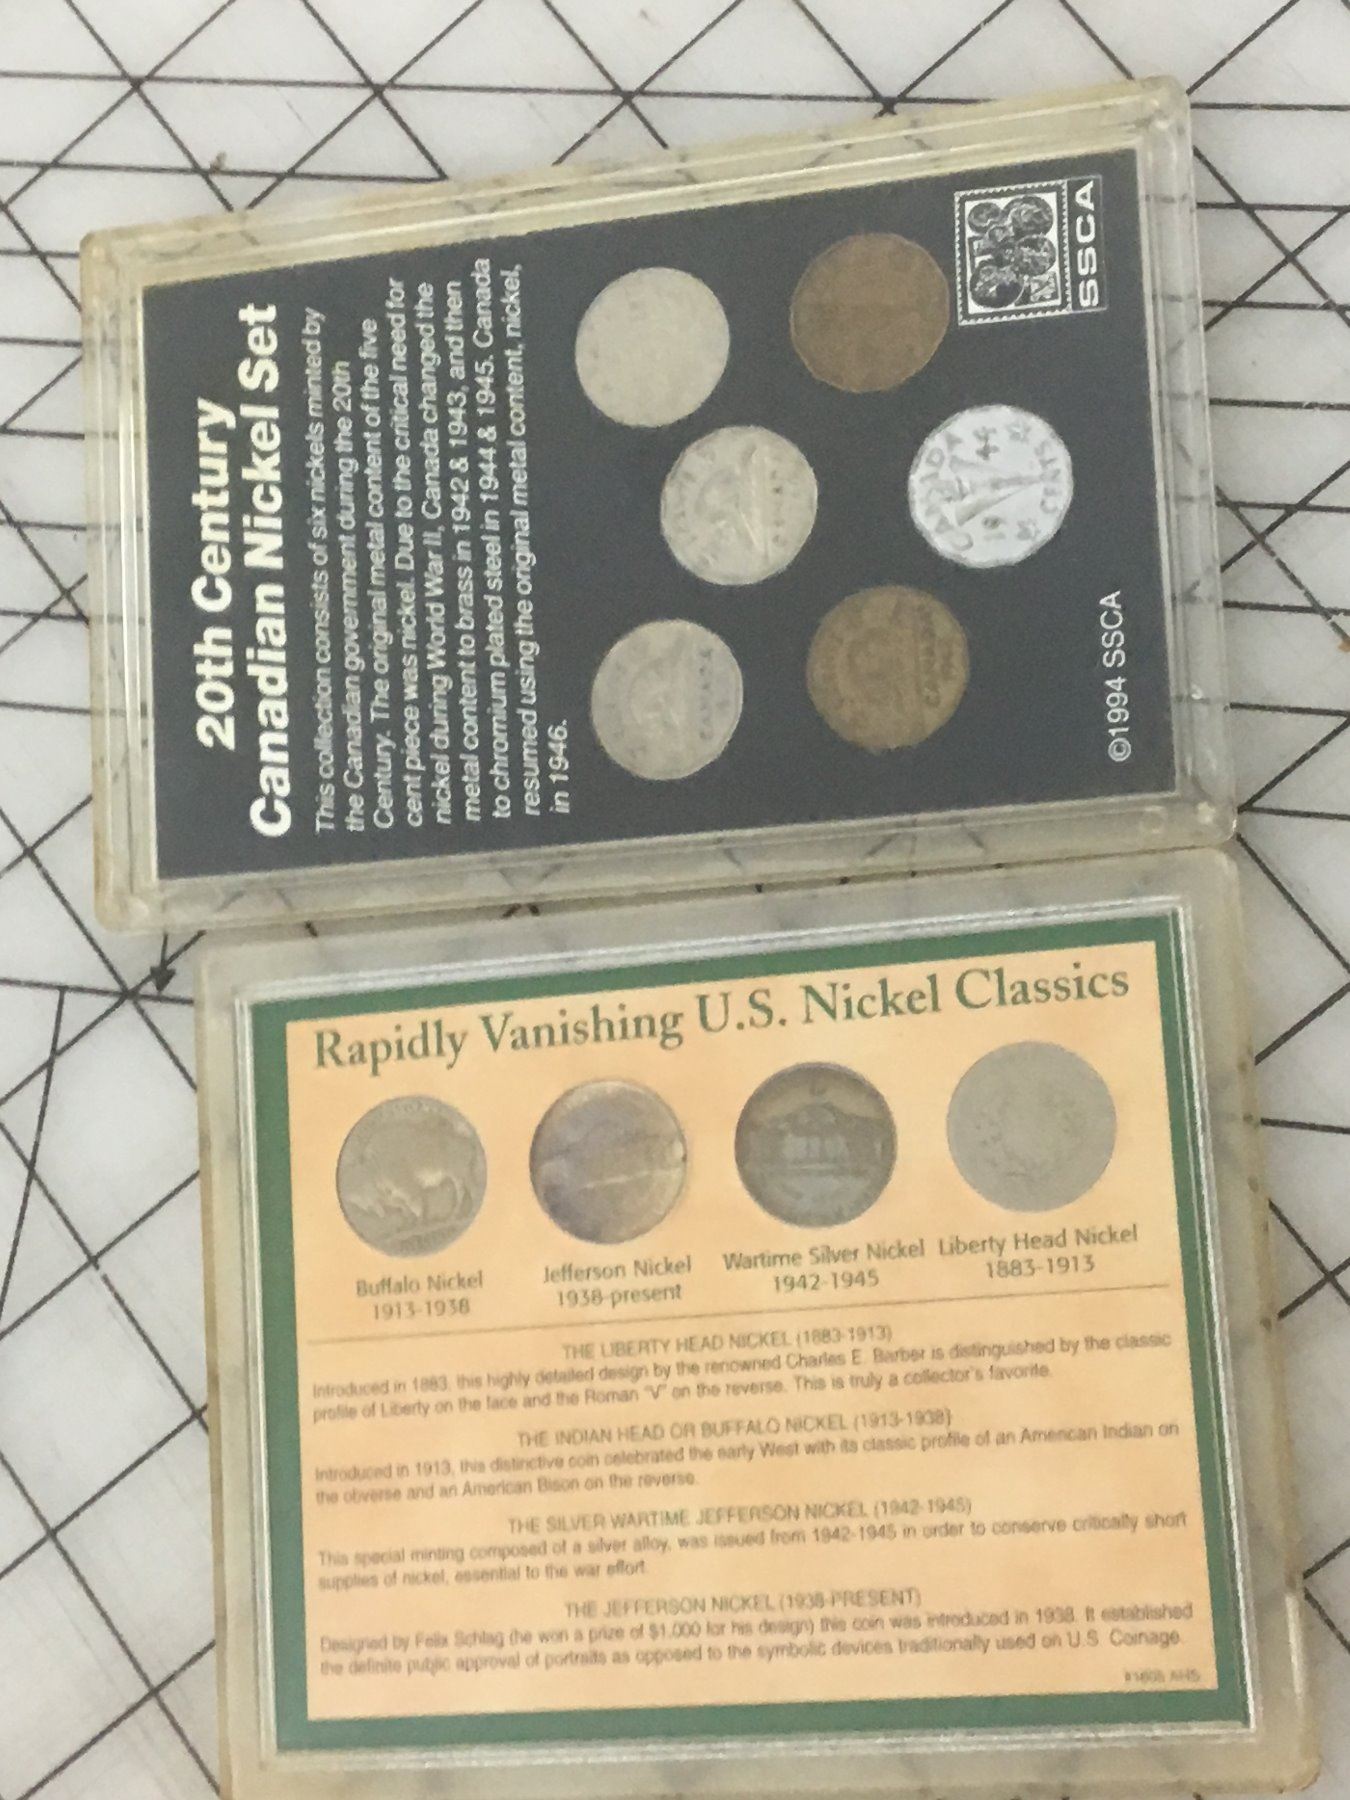 20th Century
Canadian Nickel Set
This collection consists of six nickels minted by
the Canadian government during the 20th
Century. The original metal content of the five
cent piece was nickel. Due to the critical need for
nickel during World War II, Canada changed the
metal content to brass in 1942 & 1943, and then
to chromium plated steel in 1944 & 1945. Canada
resumed using the original metal content, nickel,
in 1946.
CANADA
CANADA
19 44
CENTS
SSCA
©1994 SSCA
Rapidly Vanishing U.S. Nickel Classics
Buffalo Nickel
1913-1938
Jefferson Nickel
1938-present
Wartime Silver Nickel
1942-1945
Liberty Head Nickel
1883-1913
THE LIBERTY HEAD NICKEL (1883-1913)
Introduced in 1883, this highly detailed design by the renowned Charles E. Barber is distinguished by the classic
profile of Liberty on the face and the Roman "V" on the reverse. This is truly a collector's favorite.
THE INDIAN HEAD OR BUFFALO NICKEL (1913-1938)
Introduced in 1913, this distinctive coin celebrated the early West with its classic profile of an American Indian on
the obverse and an American Bison on the reverse.
THE SILVER WARTIME JEFFERSON NICKEL (1942-1945)
This special minting composed of a silver alloy, was issued from 1942-1945 in order to conserve critically short
supplies of nickel, essential to the war effort.
THE JEFFERSON NICKEL (1938-PRESENT)
Designed by Felix Schlag (he won a prize of $1,000 for his design) this coin was introduced in 1938. It established
the definite public approval of portraits as opposed to the symbolic devices traditionally used on U.S. Coinage.